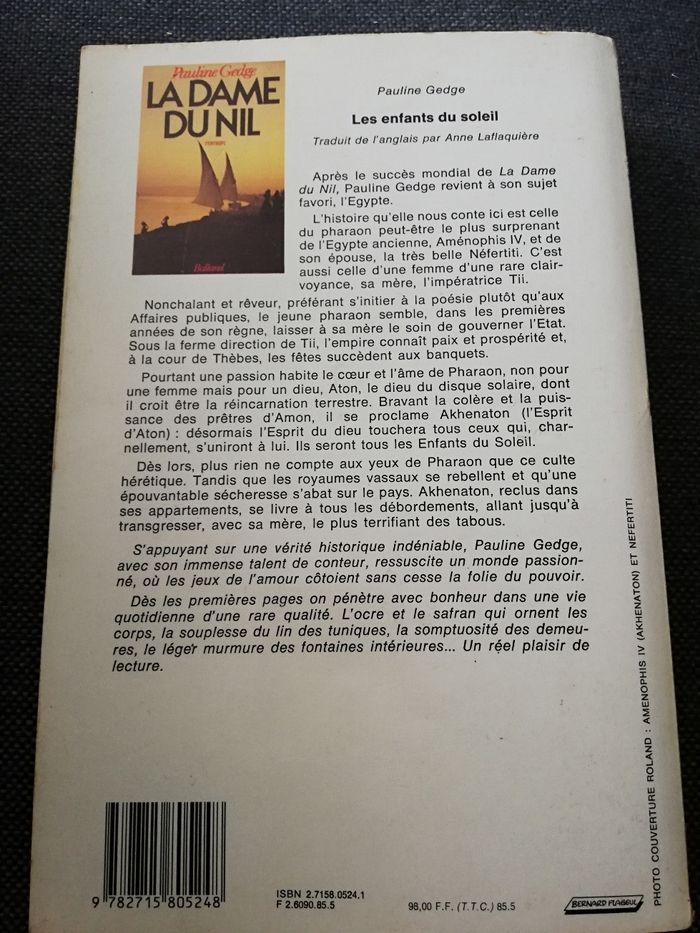 Pauline Gedge
LA DAME
DU NIL
roman
Balland
Pauline Gedge
Les enfants du soleil
Traduit de l'anglais par Anne Laflaquière
Après le succès mondial de La Dame
du Nil, Pauline Gedge revient à son sujet
favori, l'Egypte.
L'histoire qu'elle nous conte ici est celle
du pharaon peut-être le plus surprenant
de l'Egypte ancienne, Aménophis IV, et de
son épouse, la très belle Néfertiti. C'est
aussi celle d'une femme d'une rare clair-
voyance, sa mère, l'impératrice Tii.
Nonchalant et rêveur, préférant s'initier à la poésie plutôt qu'aux
Affaires publiques, le jeune pharaon semble, dans les premières
années de son règne, laisser à sa mère le soin de gouverner l'Etat.
Sous la ferme direction de Tii, l'empire connaît paix et prospérité et,
à la cour de Thèbes, les fêtes succèdent aux banquets.
Pourtant une passion habite le cœur et l'âme de Pharaon, non pour
une femme mais pour un dieu, Aton, le dieu du disque solaire, dont
il croit être la réincarnation terrestre. Bravant la colère et la puis-
sance des prêtres d'Amon, il se proclame Akhenaton (l'Esprit
d'Aton) : désormais l'Esprit du dieu touchera tous ceux qui, char-
nellement, s'uniront à lui. Ils seront tous les Enfants du Soleil.
Dès lors, plus rien ne compte aux yeux de Pharaon que ce culte
hérétique. Tandis que les royaumes vassaux se rebellent et qu'une
épouvantable sécheresse s'abat sur le pays. Akhenaton, reclus dans
ses appartements, se livre à tous les débordements, allant jusqu'à
transgresser, avec sa mère, le plus terrifiant des tabous.
S'appuyant sur une vérité historique indéniable, Pauline Gedge,
avec son immense talent de conteur, ressuscite un monde passion-
né, où les jeux de l'amour côtoient sans cesse la folie du pouvoir.
Dès les premières pages on pénètre avec bonheur dans une vie
quotidienne d'une rare qualité. L'ocre et le safran qui ornent les
corps, la souplesse du lin des tuniques, la somptuosité des demeu-
res, le léger murmure des fontaines intérieures... Un réel plaisir de
lecture.
PHOTO COUVERTURE ROLAND : AMENOPHIS IV (AKHENATON) ET NEFERTITI
9 782715 805248
ISBN 2.7158.0524.1
F 2.6090.85.5
98,00 F.F. (T.T.C.) 85.5
BERNARD FLAGEUL